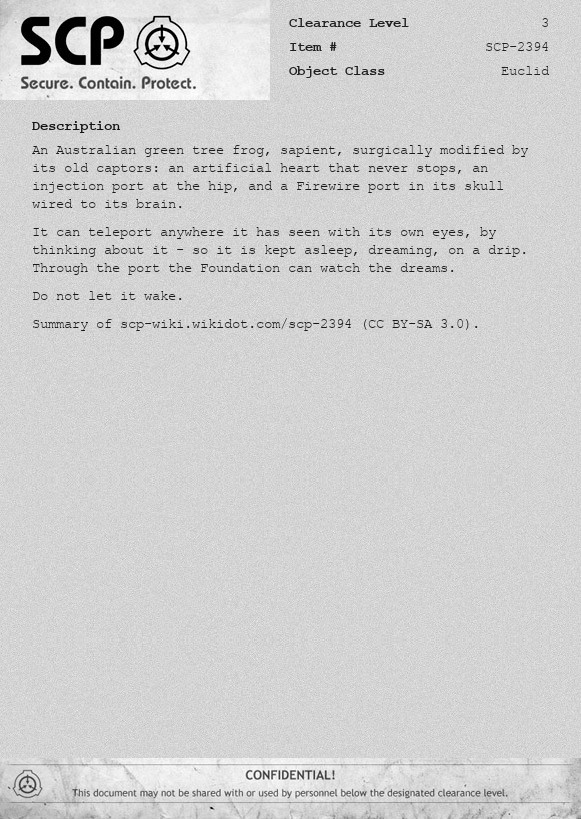 SCP
Secure. Contain. Protect.
Clearance Level 3
Item # SCP-2394
Object Class Euclid
Description
An Australian green tree frog, sapient, surgically modified by
its old captors: an artificial heart that never stops, an
injection port at the hip, and a Firewire port in its skull
wired to its brain.
It can teleport anywhere it has seen with its own eyes, by
thinking about it - so it is kept asleep, dreaming, on a drip.
Through the port the Foundation can watch the dreams.
Do not let it wake.
Summary of scp-wiki.wikidot.com/scp-2394 (CC BY-SA 3.0).
CONFIDENTIAL!
This document may not be shared with or used by personnel below the designated clearance level.